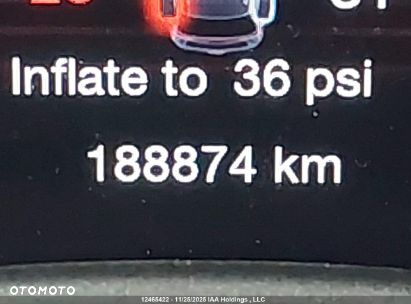 Inflate to 36 psi
188874 km
OTOMOTO
12465422 - 11/25/2025 IAA Holdings , LLC